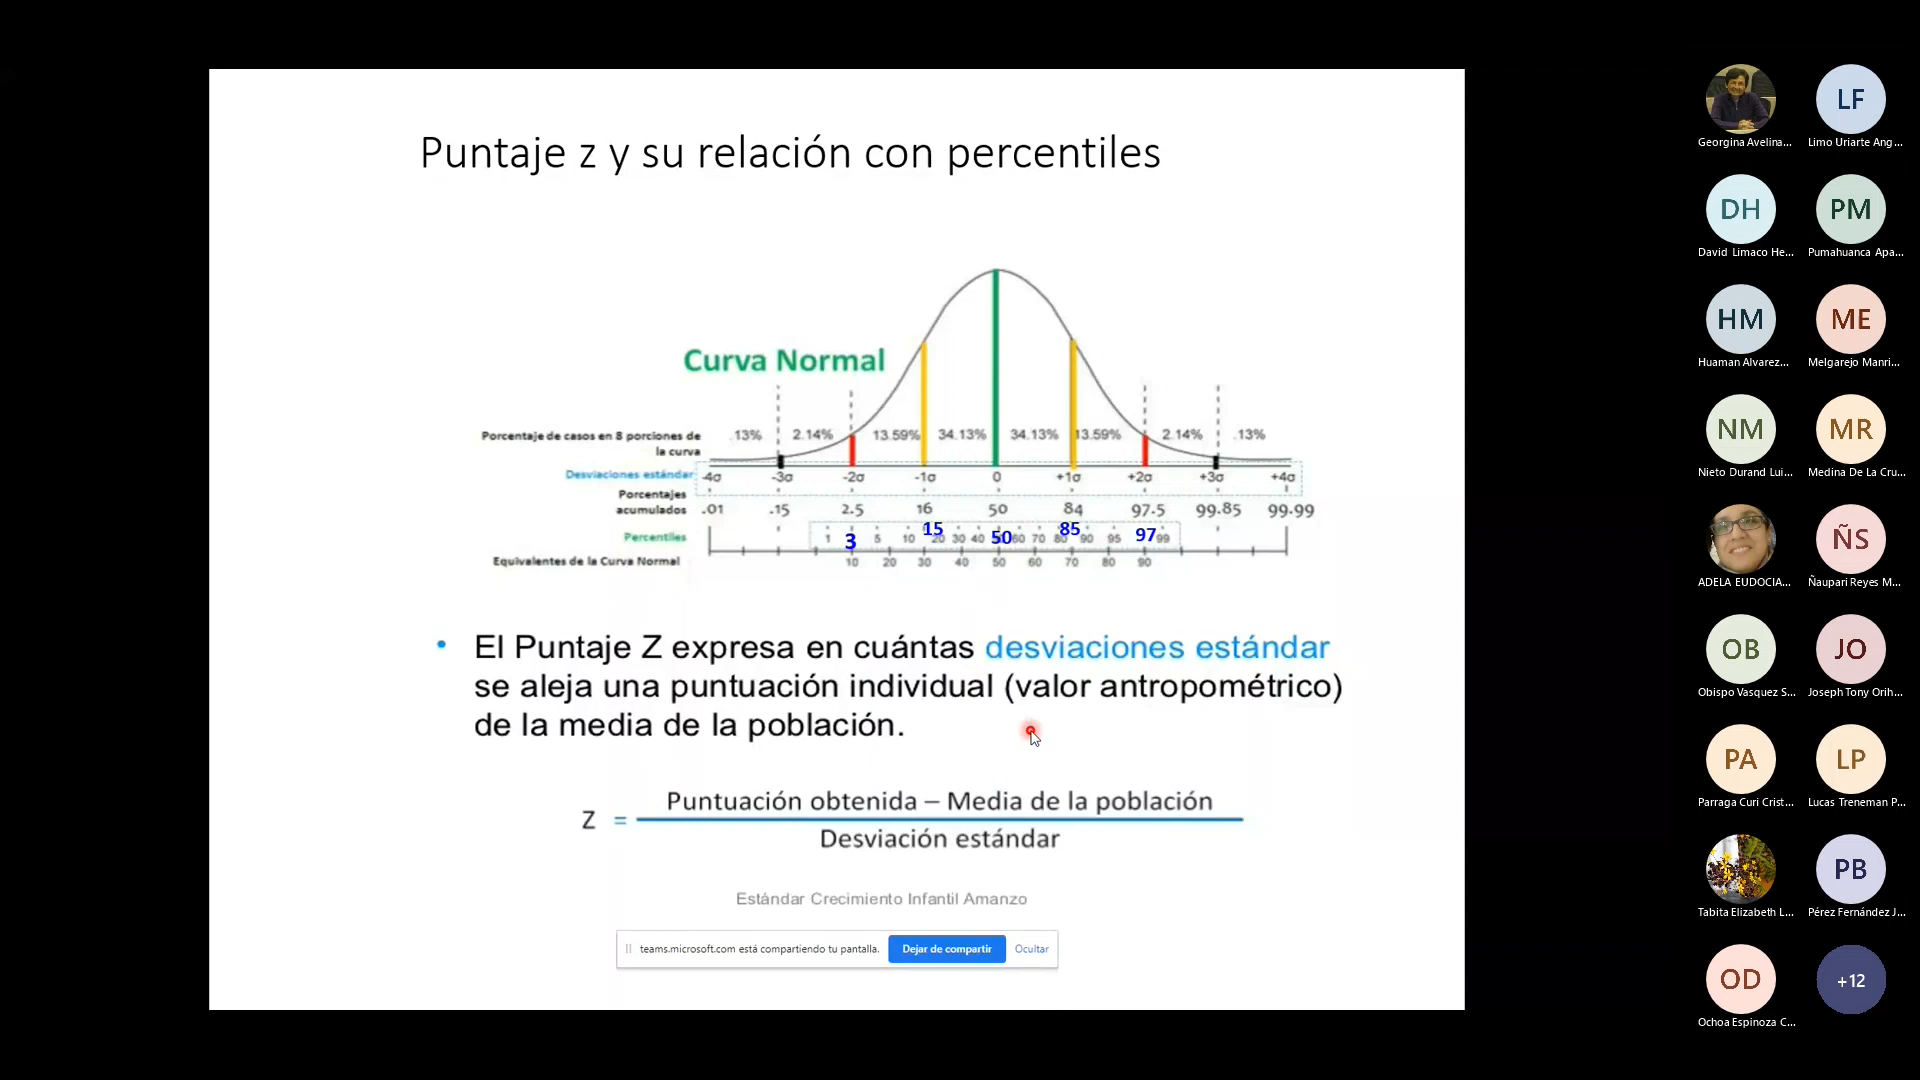 Puntaje z y su relación con percentiles
Curva Normal
Porcentaje de casos en 8 porciones de la curva
.13% 2.14% 13.59% 34.13% 34.13% 13.59% 2.14% .13%
Desviaciones estándar -4σ -3σ -2σ -1σ 0 +1σ +2σ +3σ +4σ
Porcentajes acumulados .01 .15 2.5 16 50 84 97.5 99.85 99.99
15 85
Percentiles 1 3 5 10 20 30 40 50 60 70 80 90 95 97 99
Equivalentes de la Curva Normal 10 20 30 40 50 60 70 80 90
• El Puntaje Z expresa en cuántas desviaciones estándar
se aleja una puntuación individual (valor antropométrico)
de la media de la población.
Z = Puntuación obtenida – Media de la población
Desviación estándar
Estándar Crecimiento Infantil Amanzo
teams.microsoft.com está compartiendo tu pantalla. Dejar de compartir Ocultar
Georgina Avelina...
LF
Limo Uriarte Ang...
DH
David Limaco He...
PM
Pumahuanca Apa...
HM
Huaman Alvarez...
ME
Melgarejo Manri...
NM
Nieto Durand Lui...
MR
Medina De La Cru...
ADELA EUDOCIA...
ÑS
Ñaupari Reyes M...
OB
Obispo Vasquez S...
JO
Joseph Tony Orih...
PA
Parraga Curi Crist...
LP
Lucas Treneman P...
Tabita Elizabeth L...
PB
Pérez Fernández J...
OD
Ochoa Espinoza C...
+12